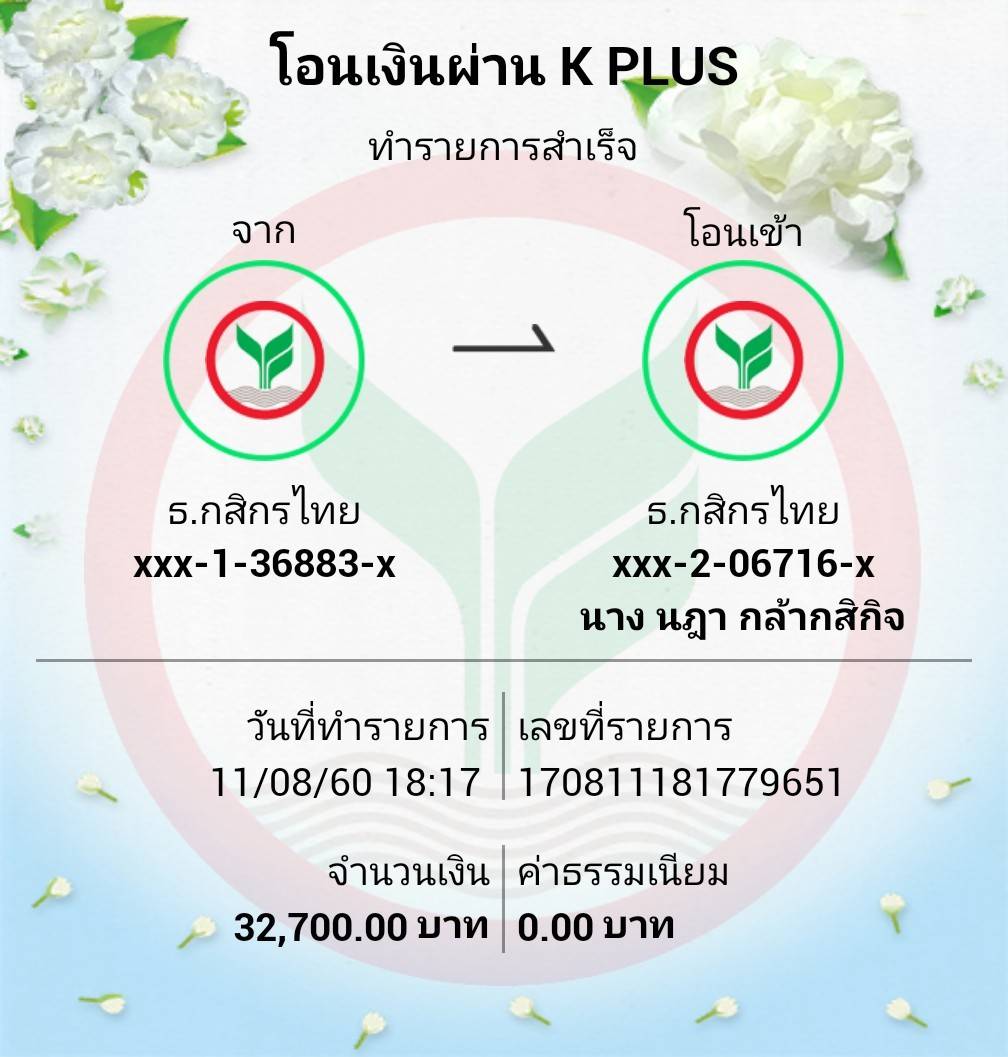 โอนเงินผ่าน K PLUS
ทำรายการสำเร็จ
จาก
โอนเข้า
ธ.กสิกรไทย
xxx-1-36883-x
ธ.กสิกรไทย
xxx-2-06716-x
นาง นฎา กล้ากสิกิจ
วันที่ทำรายการ
11/08/60 18:17
เลขที่รายการ
170811181779651
จำนวนเงิน
32,700.00 บาท
ค่าธรรมเนียม
0.00 บาท